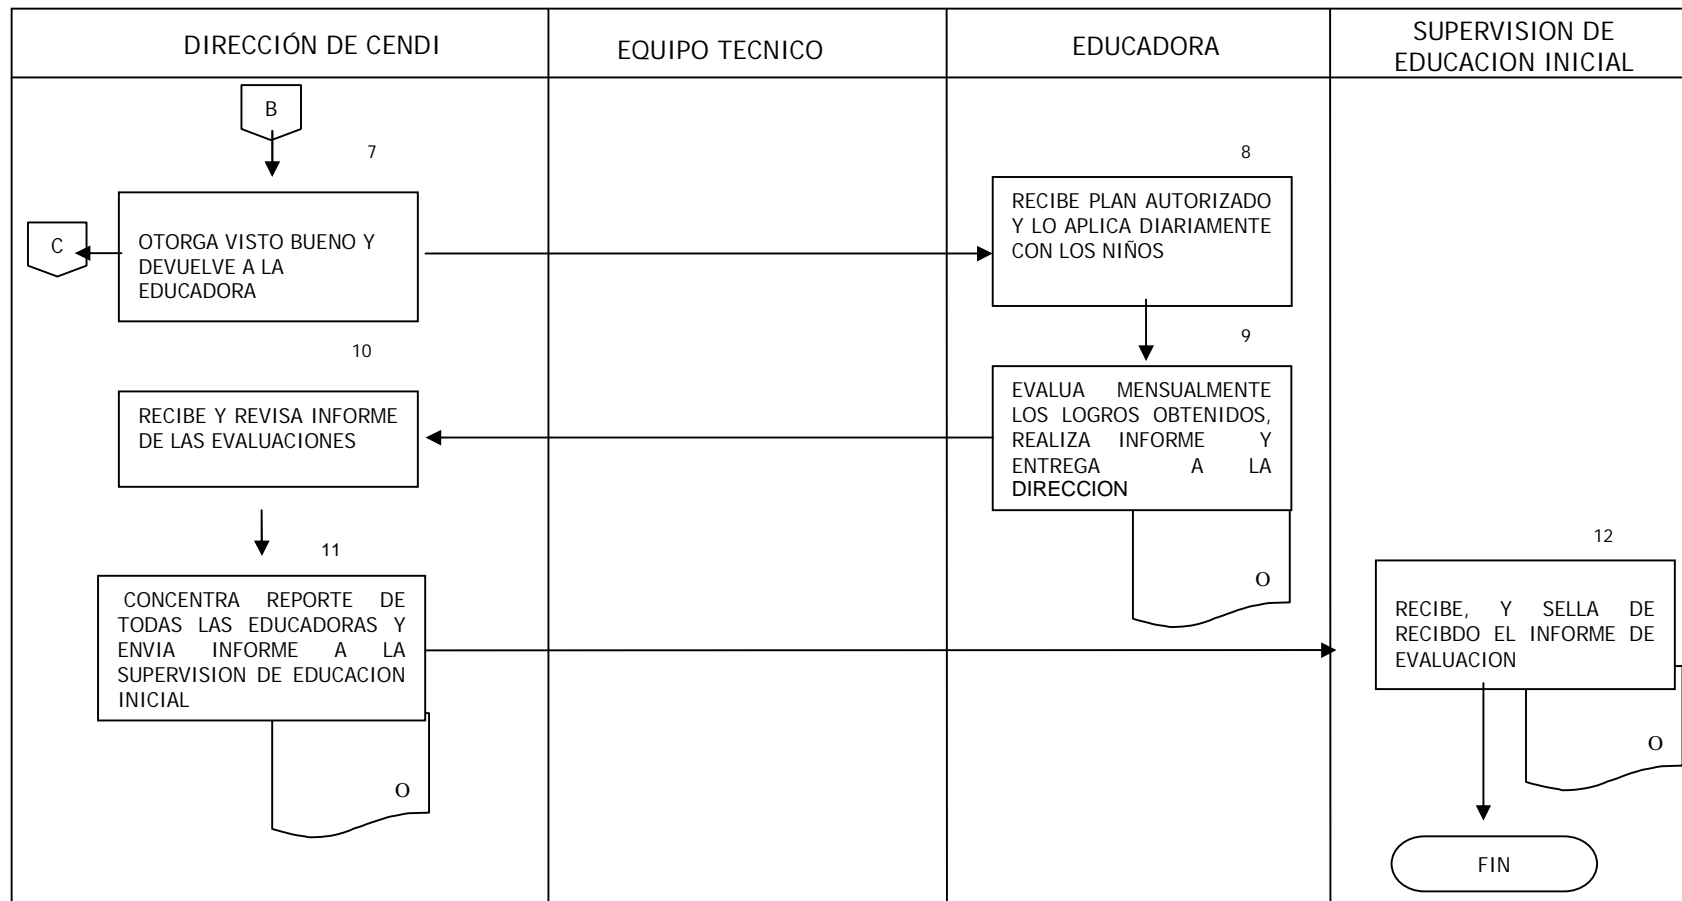 DIRECCIÓN DE CENDI
EQUIPO TECNICO
EDUCADORA
SUPERVISION DE
EDUCACION INICIAL
B
7
C
OTORGA VISTO BUENO Y
DEVUELVE A LA
EDUCADORA
8
RECIBE PLAN AUTORIZADO
Y LO APLICA DIARIAMENTE
CON LOS NIÑOS
9
EVALUA MENSUALMENTE
LOS LOGROS OBTENIDOS,
REALIZA INFORME Y
ENTREGA A LA
DIRECCION
O
10
RECIBE Y REVISA INFORME
DE LAS EVALUACIONES
11
CONCENTRA REPORTE DE
TODAS LAS EDUCADORAS Y
ENVIA INFORME A LA
SUPERVISION DE EDUCACION
INICIAL
O
12
RECIBE, Y SELLA DE
RECIBDO EL INFORME DE
EVALUACION
O
FIN